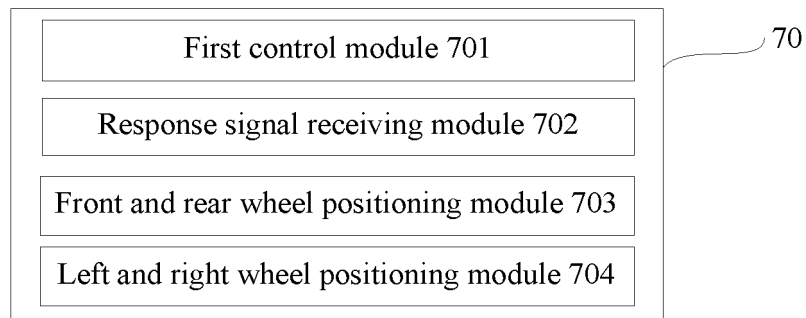 First control module 701
70
Response signal receiving module 702
Front and rear wheel positioning module 703
Left and right wheel positioning module 704